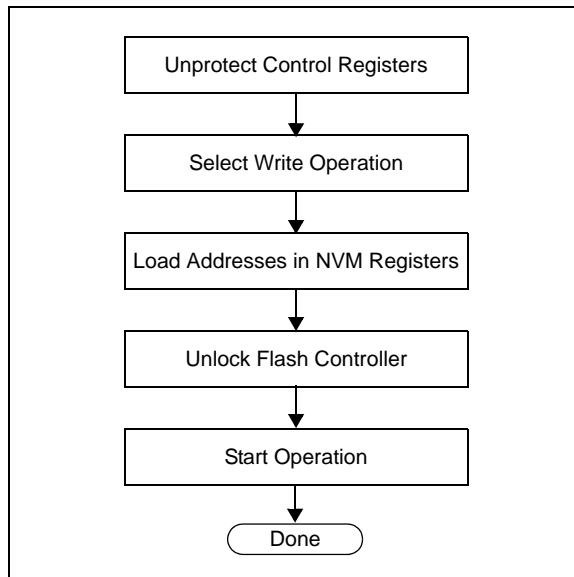 Unprotect Control Registers
Select Write Operation
Load Addresses in NVM Registers
Unlock Flash Controller
Start Operation
Done